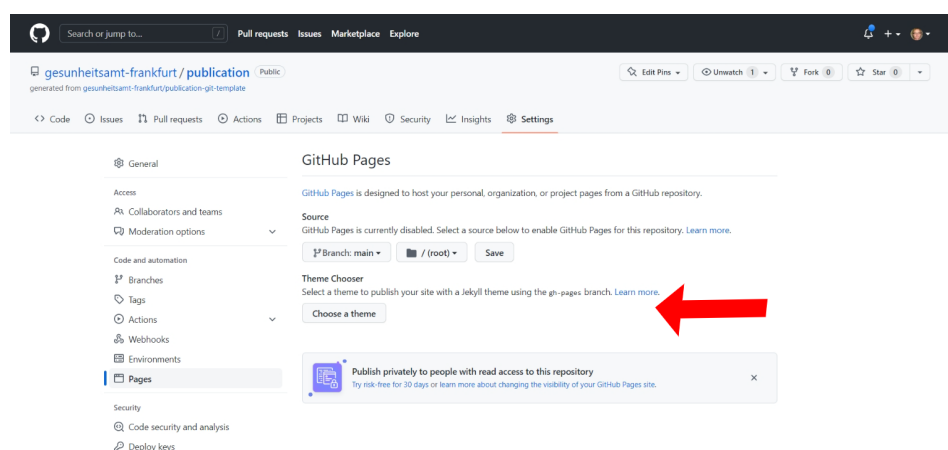 Search or jump to... / Pull requests Issues Marketplace Explore
gesunheitsamt-frankfurt / publication Public
Edit Pins Unwatch 1 Fork 0 Star 0
generated from gesunheitsamt-frankfurt/publication-git-template
<> Code Issues Pull requests Actions Projects Wiki Security Insights Settings
General
Access
Collaborators and teams
Moderation options
Code and automation
Branches
Tags
Actions
Webhooks
Environments
Pages
Security
Code security and analysis
Deploy keys
GitHub Pages
GitHub Pages is designed to host your personal, organization, or project pages from a GitHub repository.
Source
GitHub Pages is currently disabled. Select a source below to enable GitHub Pages for this repository. Learn more.
Branch: main / (root) Save
Theme Chooser
Select a theme to publish your site with a Jekyll theme using the gh-pages branch. Learn more.
Choose a theme
Publish privately to people with read access to this repository
Try risk-free for 30 days or learn more about changing the visibility of your GitHub Pages site.